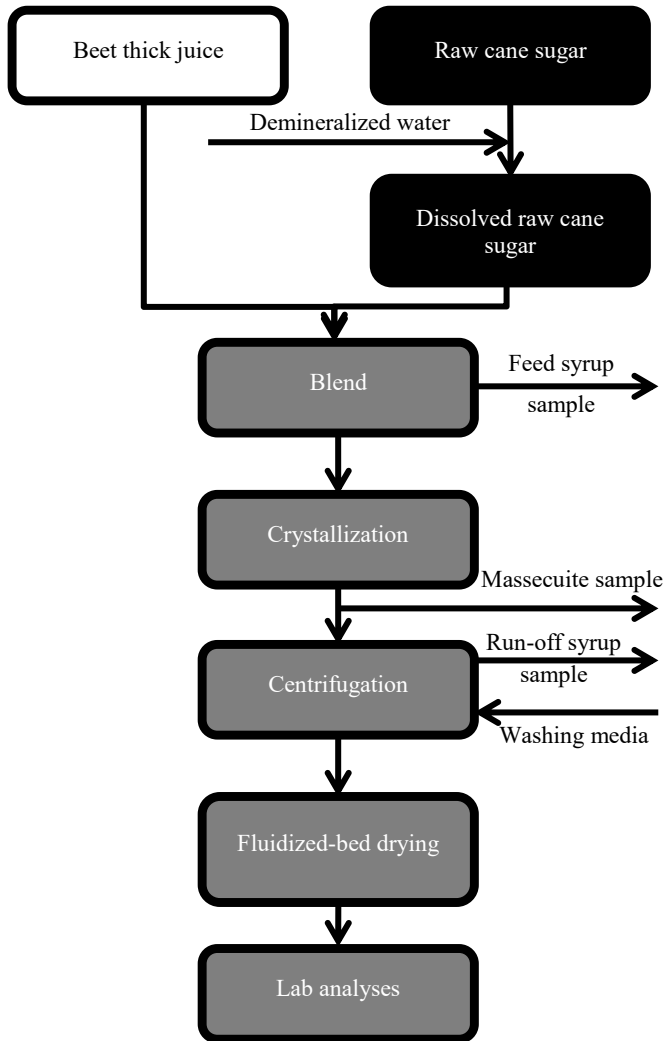 Beet thick juice
Raw cane sugar
Demineralized water
Dissolved raw cane
sugar
Blend
Feed syrup
sample
Crystallization
Massecuite sample
Run-off syrup
sample
Centrifugation
Washing media
Fluidized-bed drying
Lab analyses